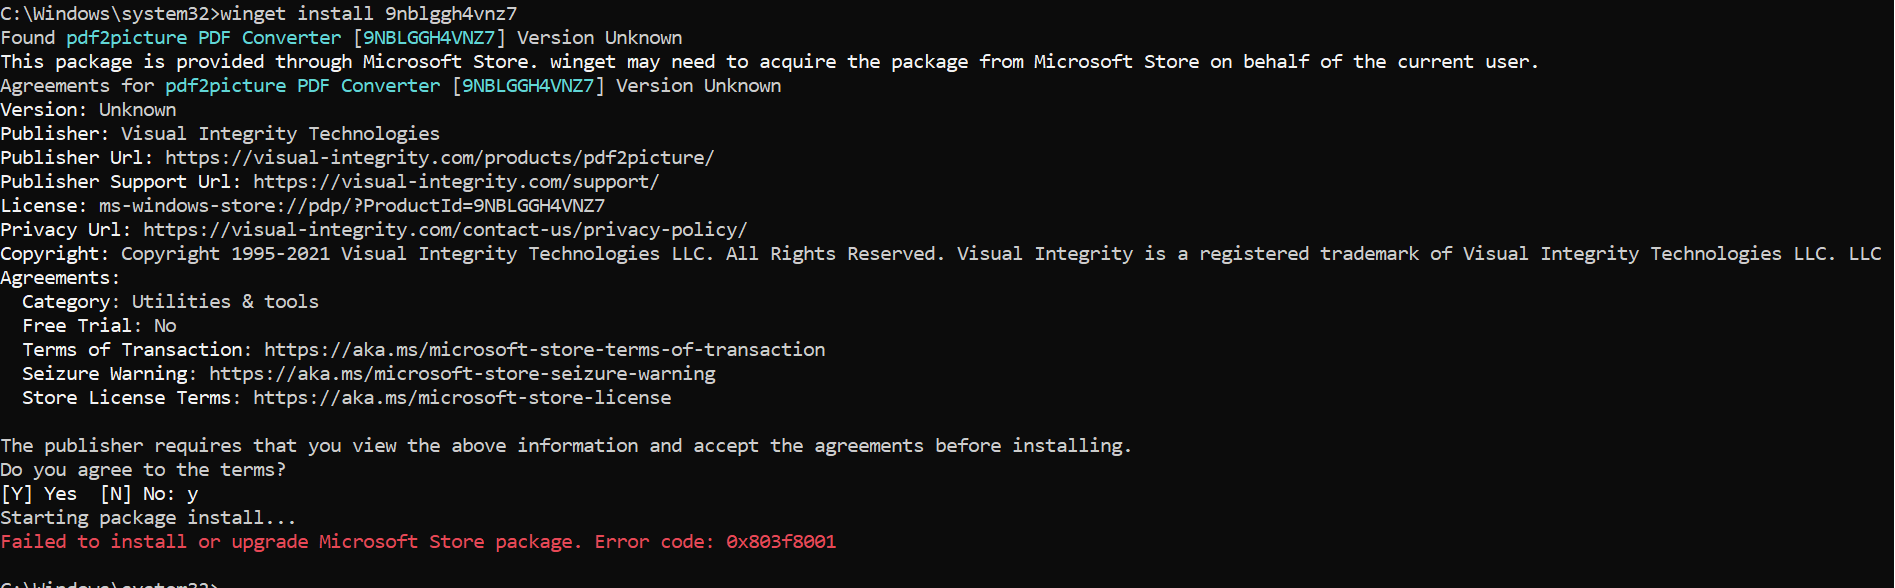 C:\Windows\system32>winget install 9nblggh4vnz7
Found pdf2picture PDF Converter [9NBLGGH4VNZ7] Version Unknown
This package is provided through Microsoft Store. winget may need to acquire the package from Microsoft Store on behalf of the current user.
Agreements for pdf2picture PDF Converter [9NBLGGH4VNZ7] Version Unknown
Version: Unknown
Publisher: Visual Integrity Technologies
Publisher Url: https://visual-integrity.com/products/pdf2picture/
Publisher Support Url: https://visual-integrity.com/support/
License: ms-windows-store://pdp/?ProductId=9NBLGGH4VNZ7
Privacy Url: https://visual-integrity.com/contact-us/privacy-policy/
Copyright: Copyright 1995-2021 Visual Integrity Technologies LLC. All Rights Reserved. Visual Integrity is a registered trademark of Visual Integrity Technologies LLC. LLC
Agreements:
  Category: Utilities & tools
  Free Trial: No
  Terms of Transaction: https://aka.ms/microsoft-store-terms-of-transaction
  Seizure Warning: https://aka.ms/microsoft-store-seizure-warning
  Store License Terms: https://aka.ms/microsoft-store-license

The publisher requires that you view the above information and accept the agreements before installing.
Do you agree to the terms?
[Y] Yes  [N] No: y
Starting package install...
Failed to install or upgrade Microsoft Store package. Error code: 0x803f8001

C:\Windows\system32>